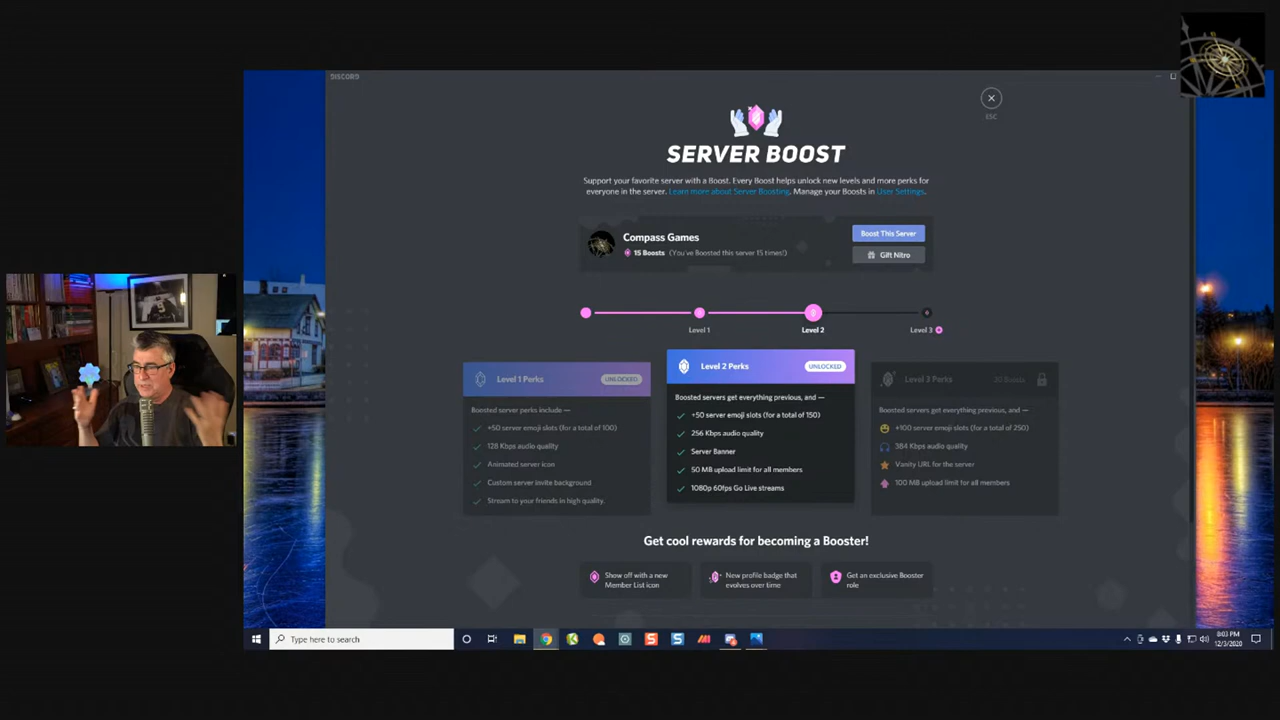 DISCORD
ESC
SERVER BOOST
Support your favorite server with a Boost. Every Boost helps unlock new levels and more perks for
everyone in the server. Learn more about Server Boosting. Manage your Boosts in User Settings.
Compass Games
15 Boosts (You've Boosted this server 15 times!)
Boost This Server
Gift Nitro
Level 1
Level 2
Level 3
Level 1 Perks
UNLOCKED
Boosted server perks include —
+50 server emoji slots (for a total of 100)
128 Kbps audio quality
Animated server icon
Custom server invite background
Stream to your friends in high quality.
Level 2 Perks
UNLOCKED
Boosted servers get everything previous, and —
+50 server emoji slots (for a total of 150)
256 Kbps audio quality
Server Banner
50 MB upload limit for all members
1080p 60fps Go Live streams
Level 3 Perks
30 Boosts
Boosted servers get everything previous, and —
+100 server emoji slots (for a total of 250)
384 Kbps audio quality
Vanity URL for the server
100 MB upload limit for all members
Get cool rewards for becoming a Booster!
Show off with a new
Member List icon
New profile badge that
evolves over time
Get an exclusive Booster
role
Type here to search
8:03 PM
12/3/2020